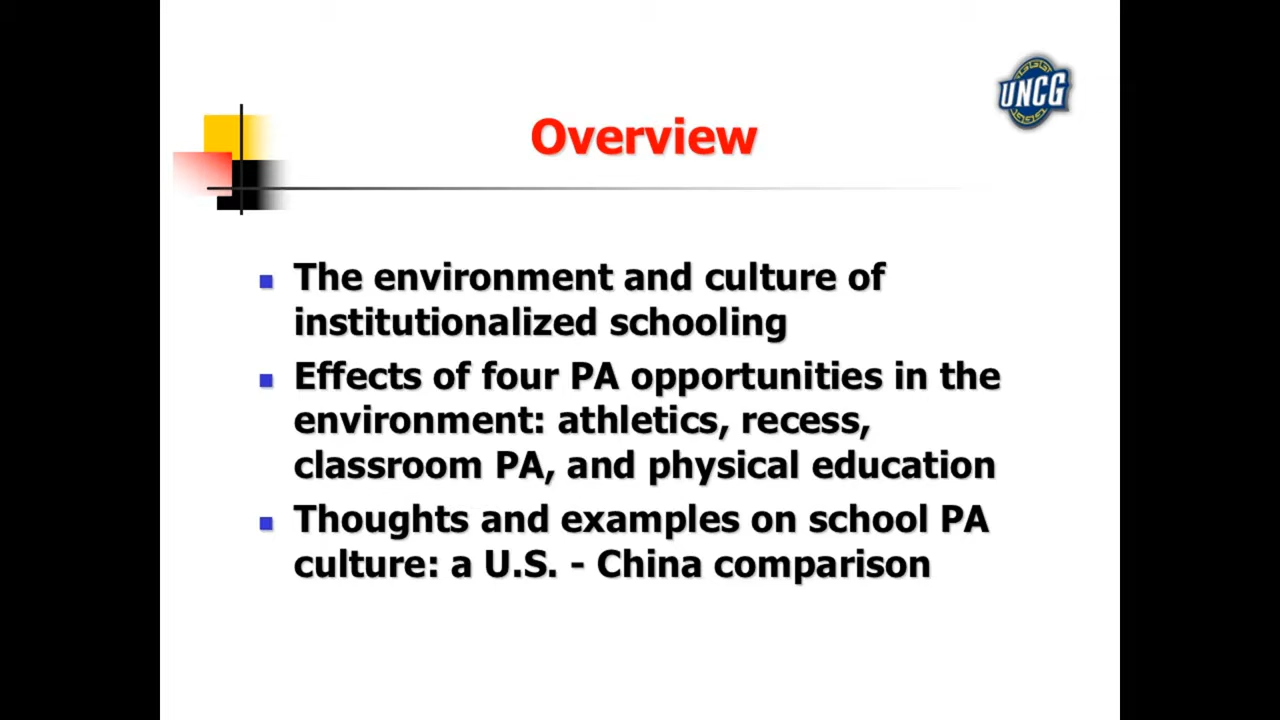 UNCG
Overview
The environment and culture of
institutionalized schooling
Effects of four PA opportunities in the
environment: athletics, recess,
classroom PA, and physical education
Thoughts and examples on school PA
culture: a U.S. - China comparison